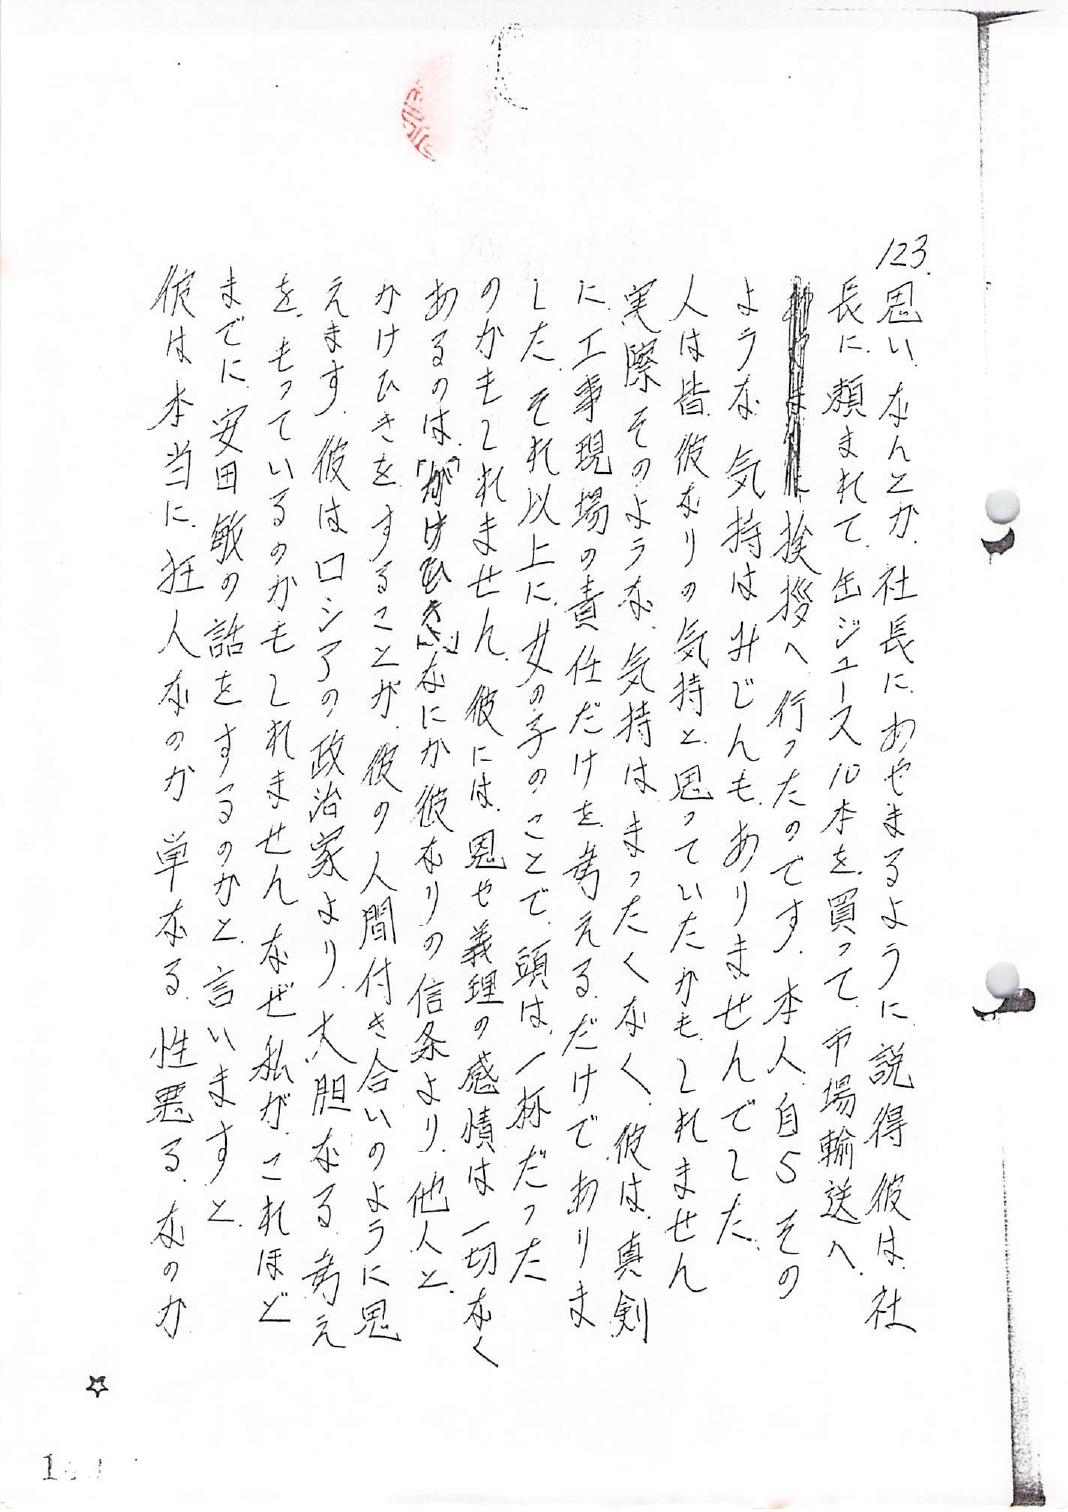 123.
思い、なんとか、社長に、あやまるように、説得、彼は、社
長に、頼まれて、缶ジュース10本を、買って、市場輸送へ、
挨拶へ、行ったのです、本人、自ら、その
ような、気持は、みじんも、ありませんでした、
人は皆、彼なりの、気持と、思っていたかも、しれません
実際、そのような、気持は、まったくなく、彼は、真剣
に、工事現場の責任だけを、考える、だけでありま
した、それ以上に、女の子のことで、頭は、一杯だった
のかもしれません、彼には、恩や義理の感情は一切なく
あるのは、「かけひき」なにか彼なりの信条より、他人と、
かけひきをすることが、彼の人間付き合いのように思
えます、彼はロシアの政治家より、大胆なる、考え
を、もっているのかもしれません、なぜ、私が、これほど
までに、安田敏の話をするのかと、言いますと、
彼は本当に、狂人なのか、単なる、性悪る、なのか
☆